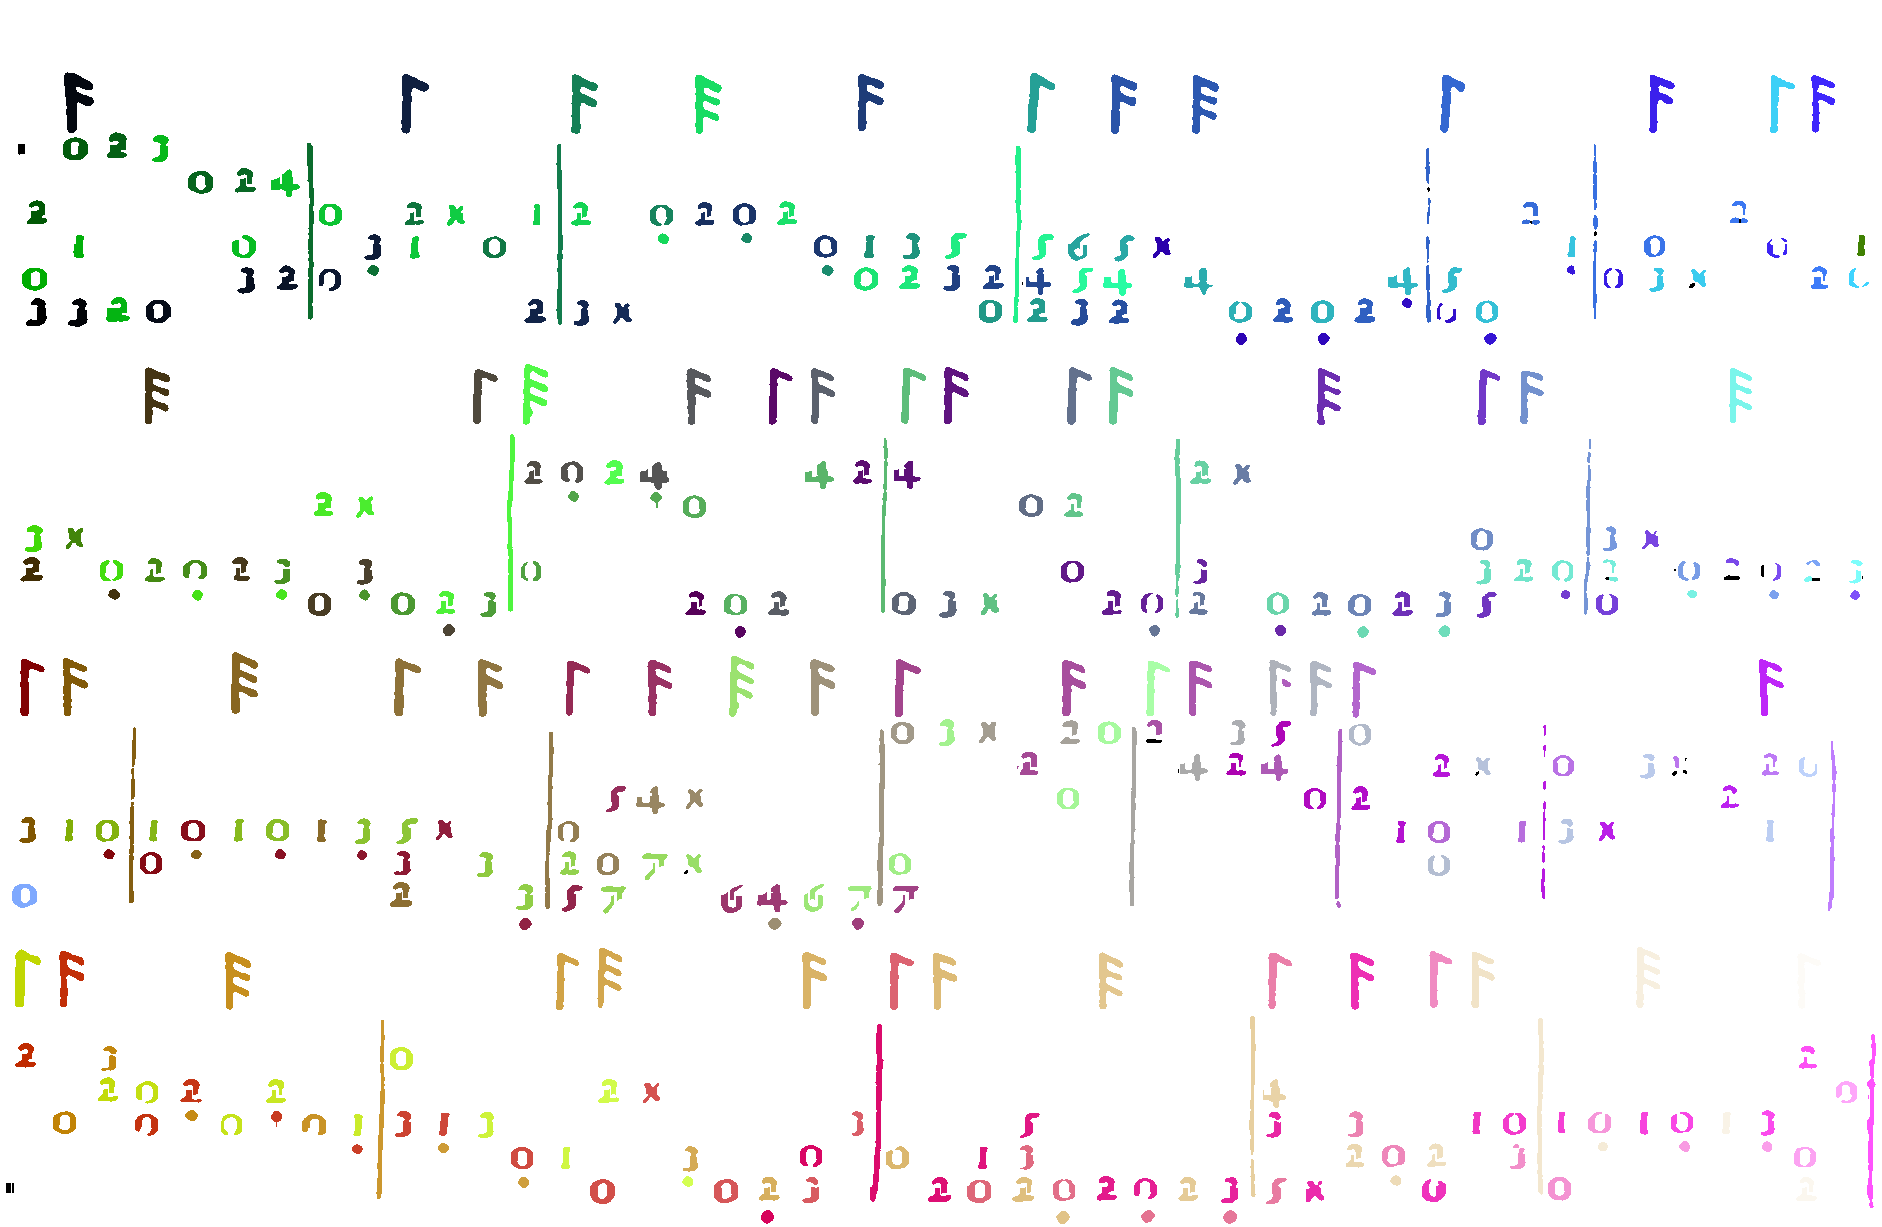 0 2 3
0 2 4
2 0 2 x 1 2 0 2 0 2 2 2
1 0 3 1 0 0 1 3 5 5 6 5 x 1 0 0 1
0 3 2 0 0 2 3 2 4 5 4 4 4 5 0 3 x 2 0
3 3 2 0 2 3 x 0 2 3 2 0 2 0 2 0 0
2 0 2 4 4 2 4 2 x
2 x 0 0 2
3 x 0 3 x
2 0 2 0 2 3 3 0 0 3 3 2 0 2 0 2 0 2 3
0 0 2 3 2 0 2 0 3 x 2 0 2 0 2 0 2 3 5 0
0 3 x 2 0 2 3 5 0
2 4 2 4 2 x 0 3 x 2 0
5 4 x 0 0 2 2
3 1 0 1 0 1 0 1 3 5 x 0 1 0 1 3 x 1
0 3 3 2 0 7 x 0 0
0 2 3 5 7 6 4 6 7 7
2 3 0 2
2 0 2 2 2 x 4 0
0 0 0 0 1 3 1 3 3 5 3 3 1 0 1 0 1 0 1 3
0 1 3 0 0 1 3 2 0 2 3 0
0 0 2 3 2 0 2 0 2 0 2 3 5 x 0 0 2